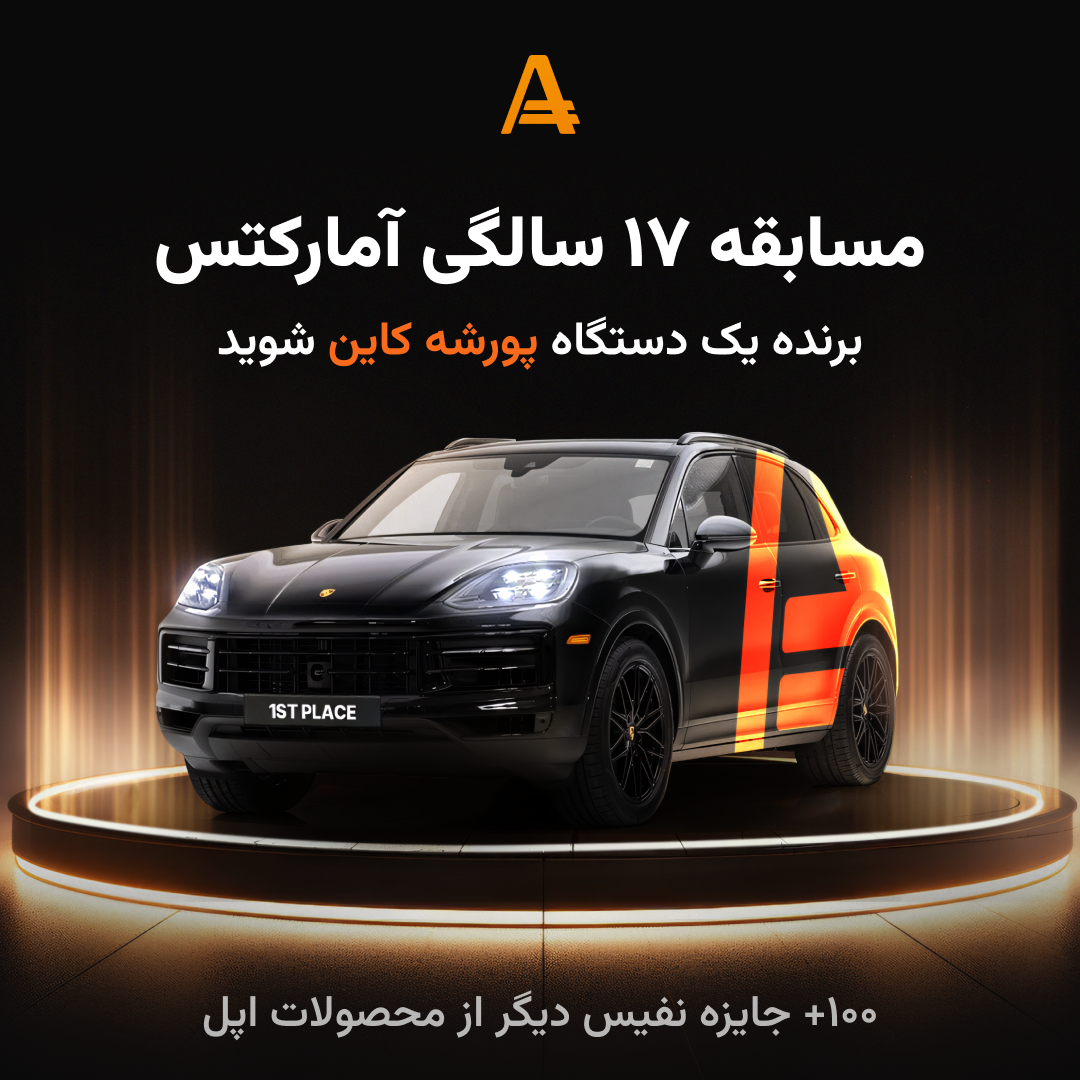 مسابقه ۱۷ سالگی آمارکتس
برنده یک دستگاه پورشه کاین شوید
1ST PLACE
۱۰۰+ جایزه نفیس دیگر از محصولات اپل